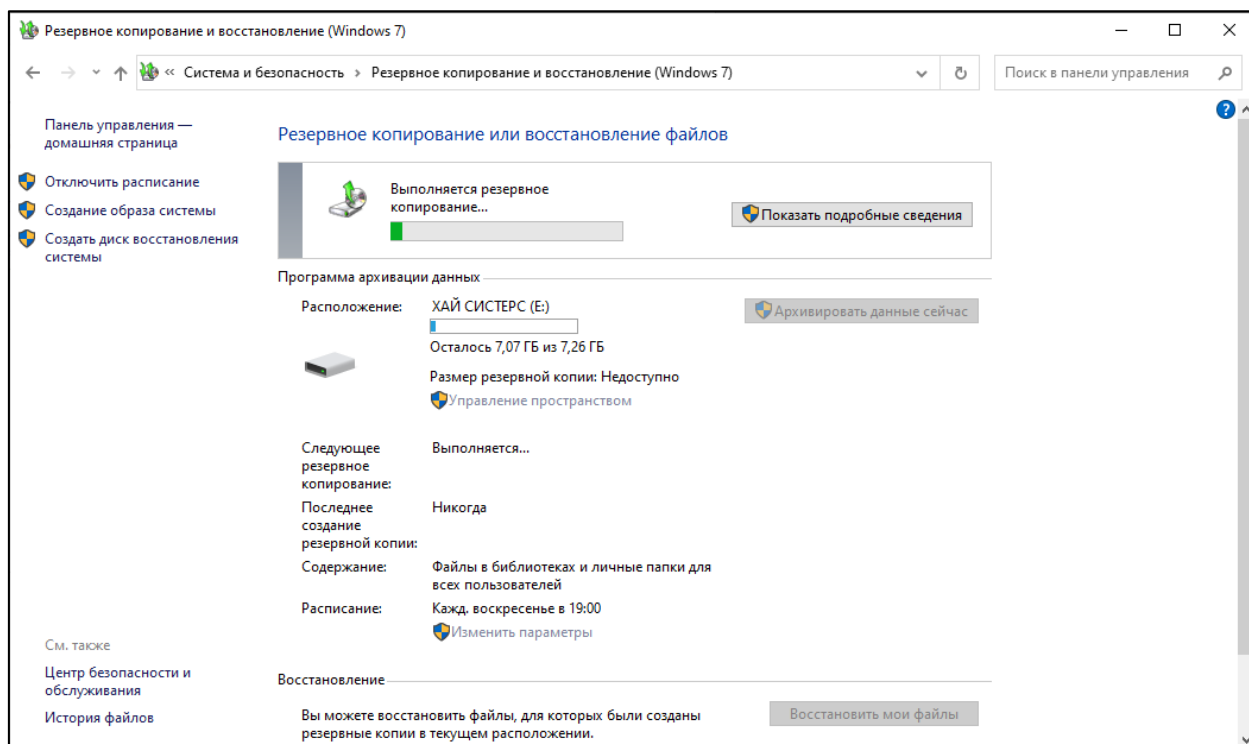 Резервное копирование и восстановление (Windows 7)
« Система и безопасность › Резервное копирование и восстановление (Windows 7)
Поиск в панели управления
?
Панель управления —
домашняя страница
Отключить расписание
Создание образа системы
Создать диск восстановления
системы
Резервное копирование или восстановление файлов
Выполняется резервное
копирование...
Показать подробные сведения
Программа архивации данных
Расположение:
ХАЙ СИСТЕРС (E:)
Архивировать данные сейчас
Осталось 7,07 ГБ из 7,26 ГБ
Размер резервной копии: Недоступно
Управление пространством
Следующее
резервное
копирование:
Выполняется...
Последнее
создание
резервной копии:
Никогда
Содержание:
Файлы в библиотеках и личные папки для
всех пользователей
Расписание:
Кажд. воскресенье в 19:00
Изменить параметры
См. также
Центр безопасности и
обслуживания
История файлов
Восстановление
Вы можете восстановить файлы, для которых были созданы
резервные копии в текущем расположении.
Восстановить мои файлы